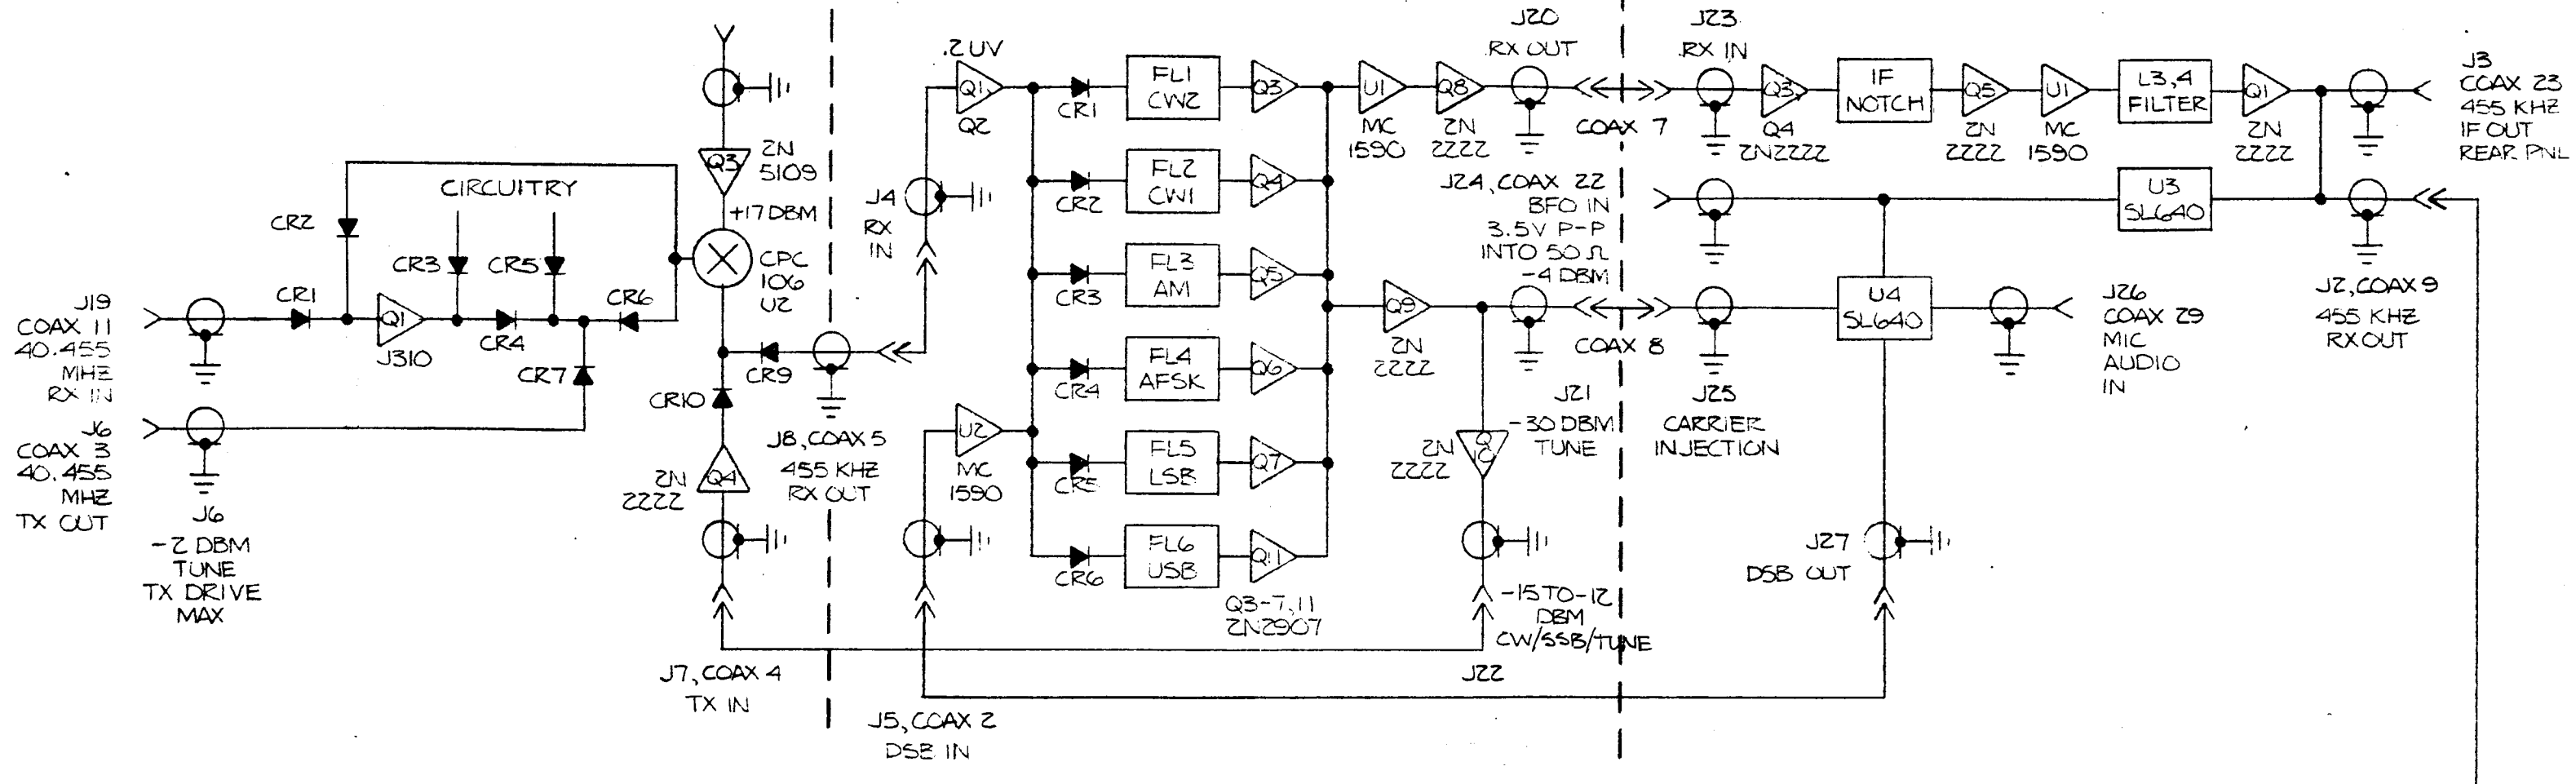 CIRCUITRY
CR2
CR3
CR5
CR1
Q1
J310
CR4
CR6
CR7
J19
COAX 11
40.455
MHZ
RX IN
J6
COAX 3
40.455
MHZ
TX OUT
J6
-2 DBM
TUNE
TX DRIVE
MAX
Q3
2N
5109
+17 DBM
CPC
106
U2
CR9
CR10
Q4
2N
2222
J8, COAX 5
455 KHZ
RX OUT
J7, COAX 4
TX IN
J4
RX
IN
.2 UV
Q1
Q2
U2
MC
1590
J5, COAX 2
DSB IN
CR1
FL1
CW2
Q3
CR2
FL2
CW1
Q4
CR3
FL3
AM
Q5
CR4
FL4
AFSK
Q6
CR5
FL5
LSB
Q7
CR6
FL6
USB
Q11
Q3-7,11
2N2907
U1
MC
1590
Q8
2N
2222
J20
RX OUT
COAX 7
J24, COAX 22
BFO IN
3.5V P-P
INTO 50 Ω
-4 DBM
Q9
2N
2222
COAX 8
J21
-30 DBM
TUNE
Q
10
2N
2222
-15 TO -12
DBM
CW/SSB/TUNE
J22
J23
RX IN
Q3
Q4
2N2222
IF
NOTCH
Q5
2N
2222
U1
MC
1590
L3,4
FILTER
Q1
2N
2222
J3
COAX 23
455 KHZ
IF OUT
REAR PNL
U3
SL640
J2, COAX 9
455 KHZ
RX OUT
U4
SL640
J25
CARRIER
INJECTION
J26
COAX 29
MIC
AUDIO
IN
J27
DSB OUT